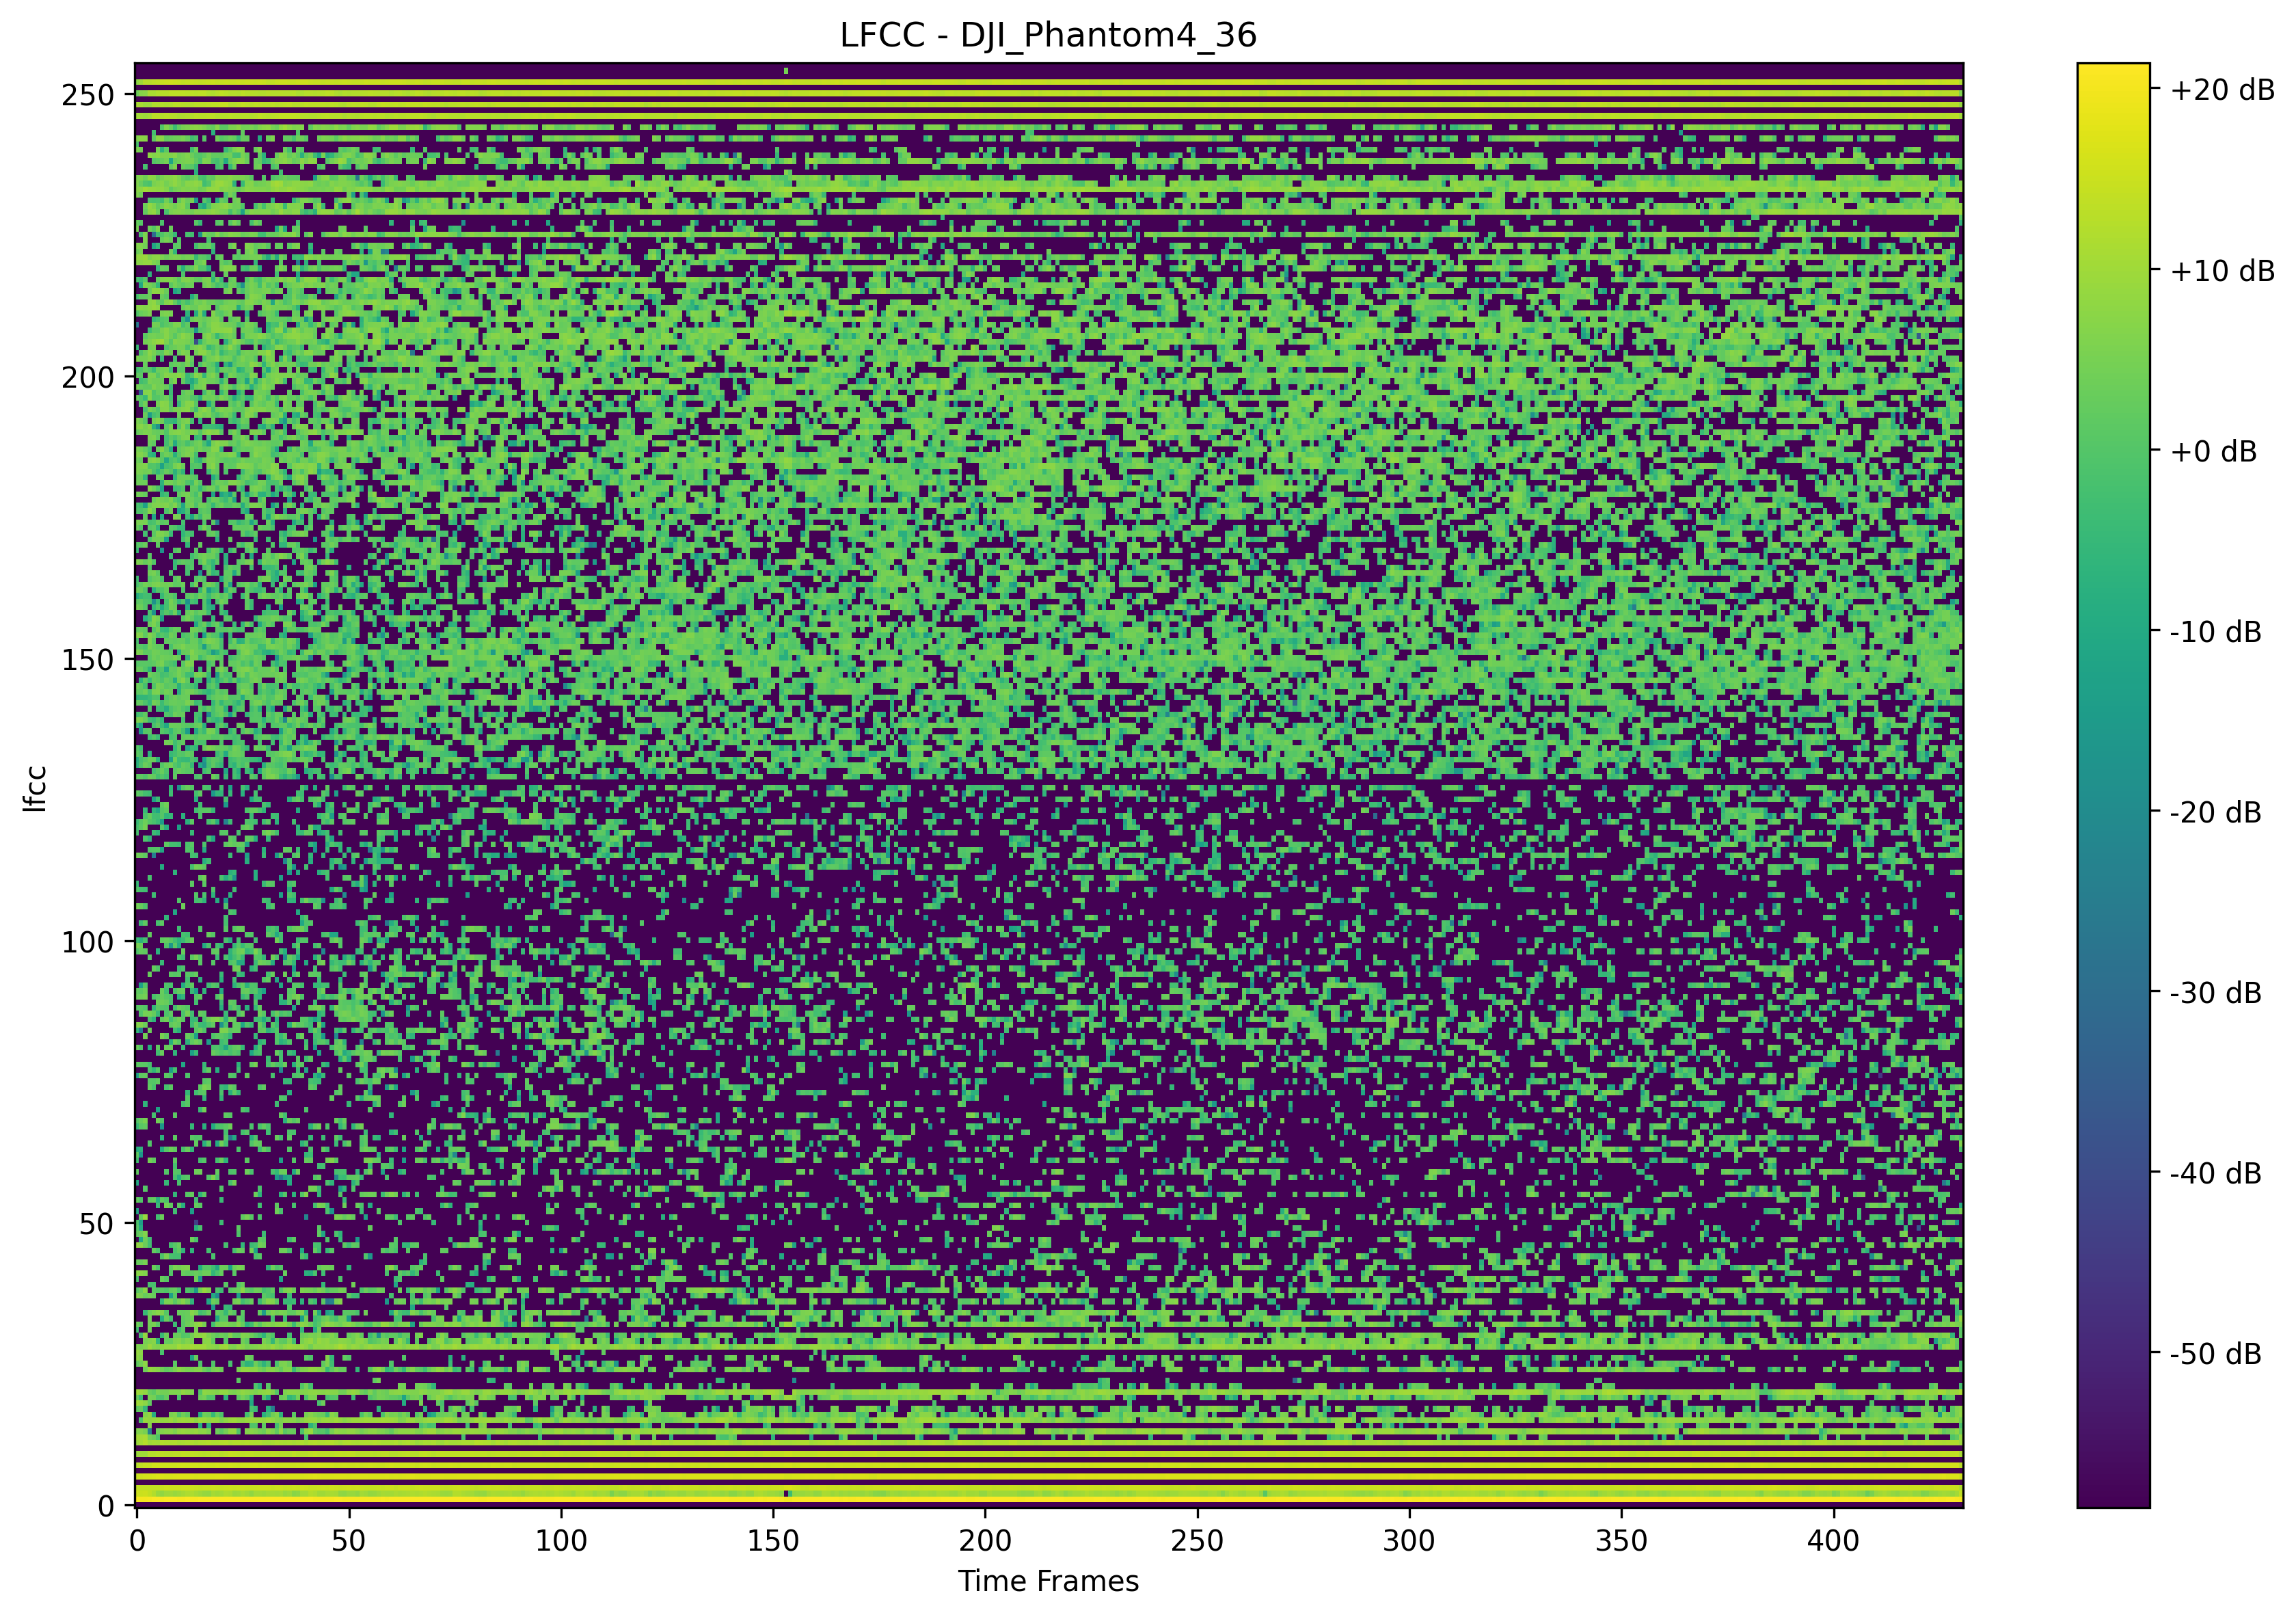 LFCC - DJI_Phantom4_36
250
200
150
100
50
0
lfcc
0 50 100 150 200 250 300 350 400
Time Frames
+20 dB
+10 dB
+0 dB
-10 dB
-20 dB
-30 dB
-40 dB
-50 dB